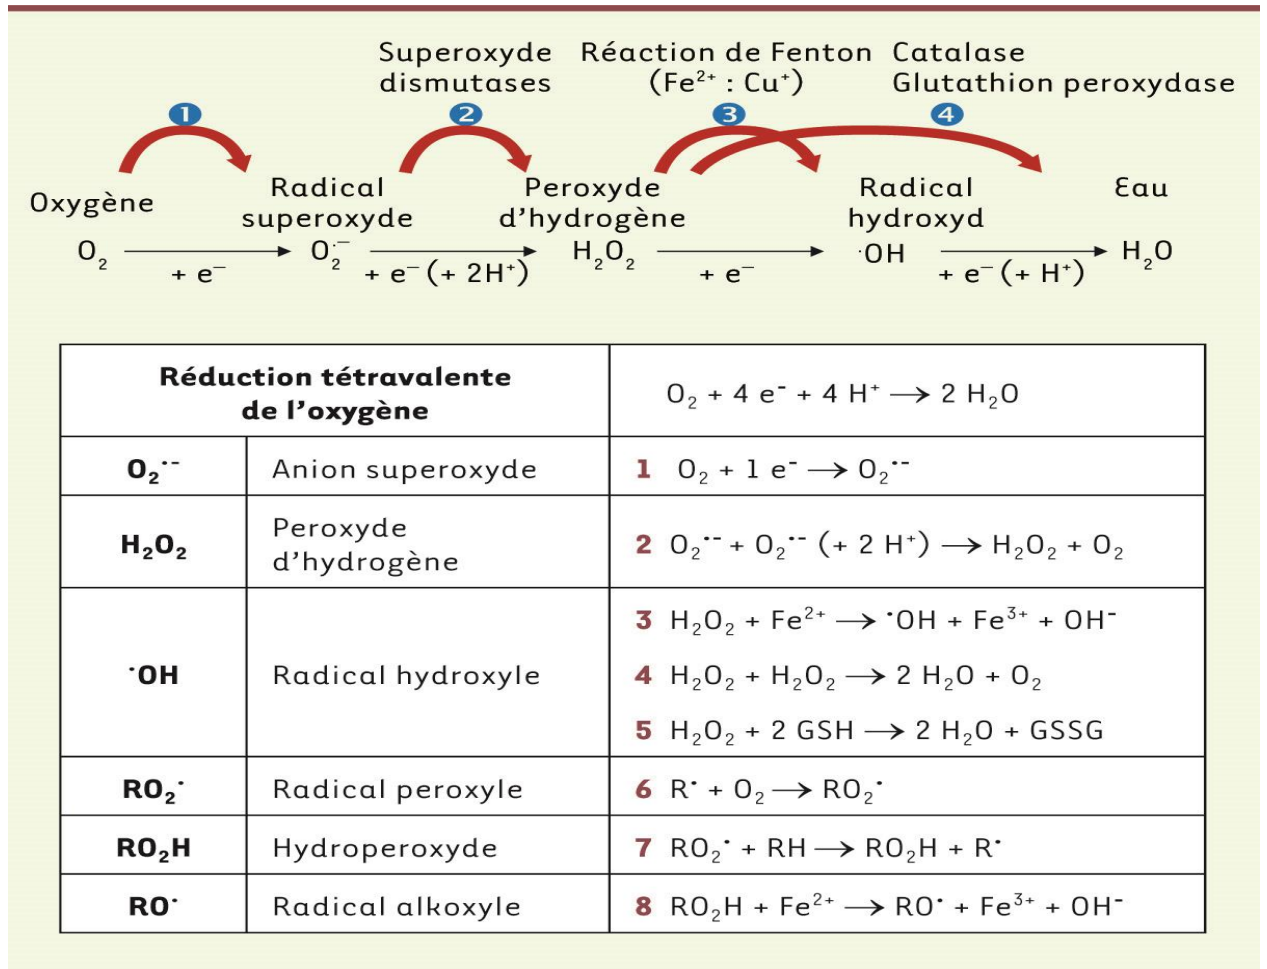 Superoxyde dismutases
Réaction de Fenton (Fe²⁺ : Cu⁺)
Catalase
Glutathion peroxydase
1
2
3
4
Oxygène
Radical superoxyde
Peroxyde d'hydrogène
Radical hydroxyd
Eau
O₂ + e⁻ → O₂·⁻ + e⁻ (+ 2H⁺) → H₂O₂ + e⁻ → ·OH + e⁻ (+ H⁺) → H₂O
Réduction tétravalente
de l'oxygène
O₂ + 4 e⁻ + 4 H⁺ → 2 H₂O
O₂•⁻ Anion superoxyde 1 O₂ + 1 e⁻ → O₂•⁻
H₂O₂ Peroxyde d'hydrogène 2 O₂•⁻ + O₂•⁻ (+ 2 H⁺) → H₂O₂ + O₂
•OH Radical hydroxyle
3 H₂O₂ + Fe²⁺ → •OH + Fe³⁺ + OH⁻
4 H₂O₂ + H₂O₂ → 2 H₂O + O₂
5 H₂O₂ + 2 GSH → 2 H₂O + GSSG
RO₂• Radical peroxyle 6 R• + O₂ → RO₂•
RO₂H Hydroperoxyde 7 RO₂• + RH → RO₂H + R•
RO• Radical alkoxyle 8 RO₂H + Fe²⁺ → RO• + Fe³⁺ + OH⁻